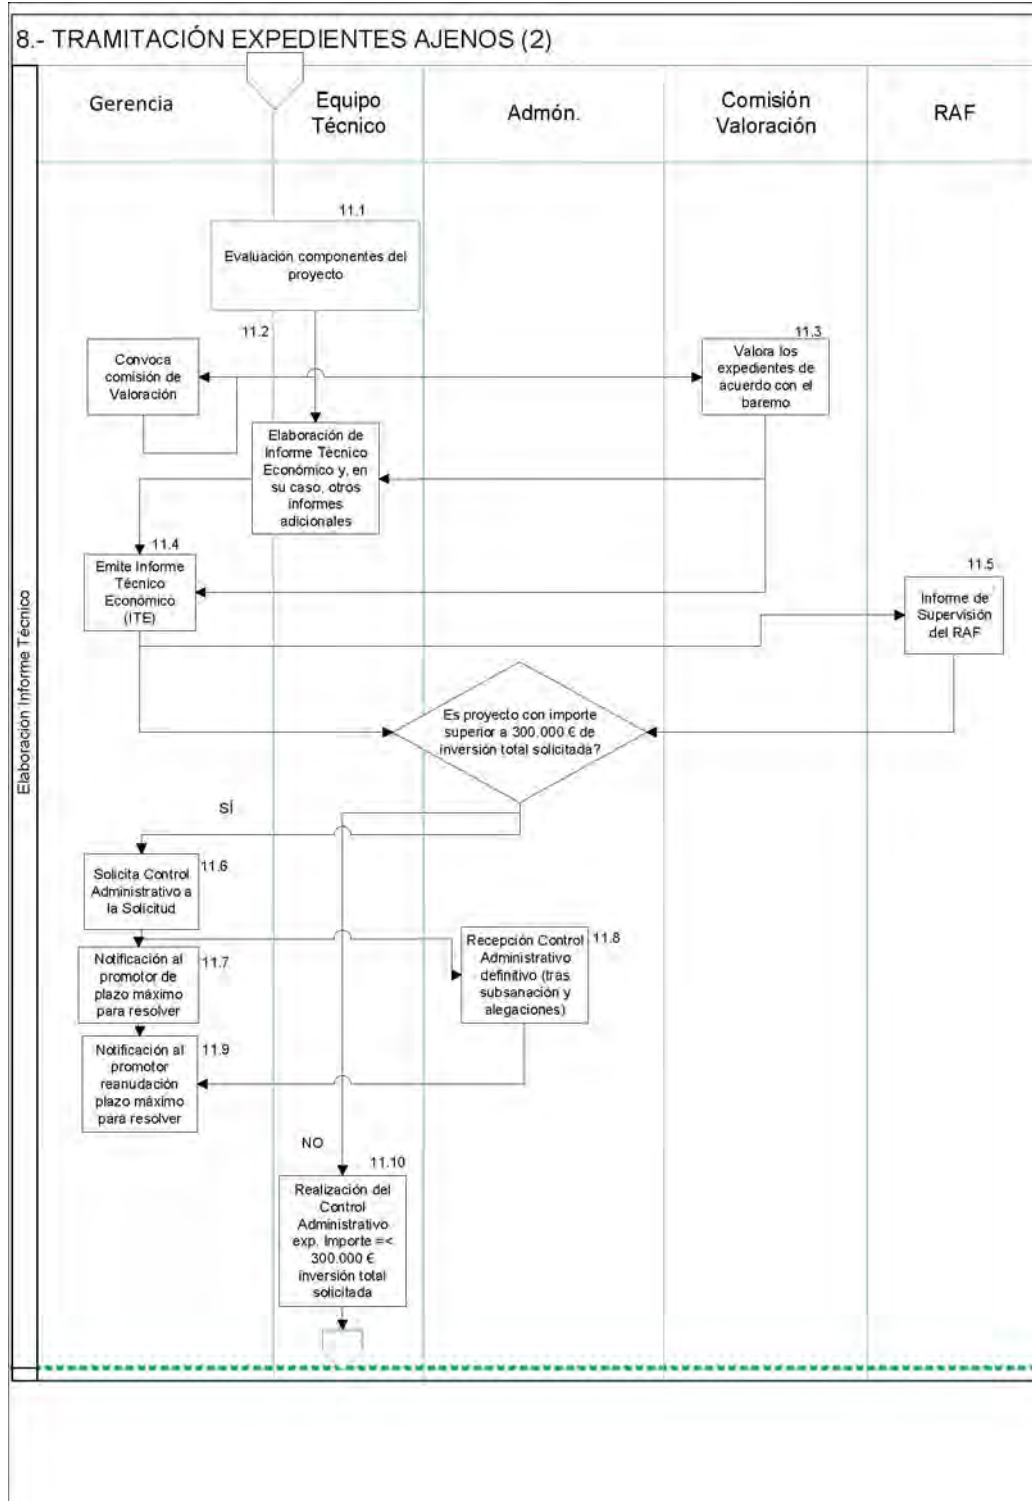 8.- TRAMITACIÓN EXPEDIENTES AJENOS (2)
Gerencia
Equipo
Técnico
Admón.
Comisión
Valoración
RAF
Elaboración Informe Técnico
11.1
Evaluación componentes del
proyecto
11.2
Convoca
comisión de
Valoración
11.3
Valora los
expedientes de
acuerdo con el
baremo
Elaboración de
Informe Técnico
Económico y, en
su caso, otros
informes
adicionales
11.4
Emite Informe
Técnico
Económico
(ITE)
11.5
Informe de
Supervisión
del RAF
Es proyecto con importe
superior a 300.000 € de
inversión total solicitada?
SÍ
11.6
Solicita Control
Administrativo a
la Solicitud
11.7
Notificación al
promotor de
plazo máximo
para resolver
11.8
Recepción Control
Administrativo
definitivo (tras
subsanación y
alegaciones)
11.9
Notificación al
promotor
reanudación
plazo máximo
para resolver
NO
11.10
Realización del
Control
Administrativo
exp. Importe =<
300.000 €
inversión total
solicitada